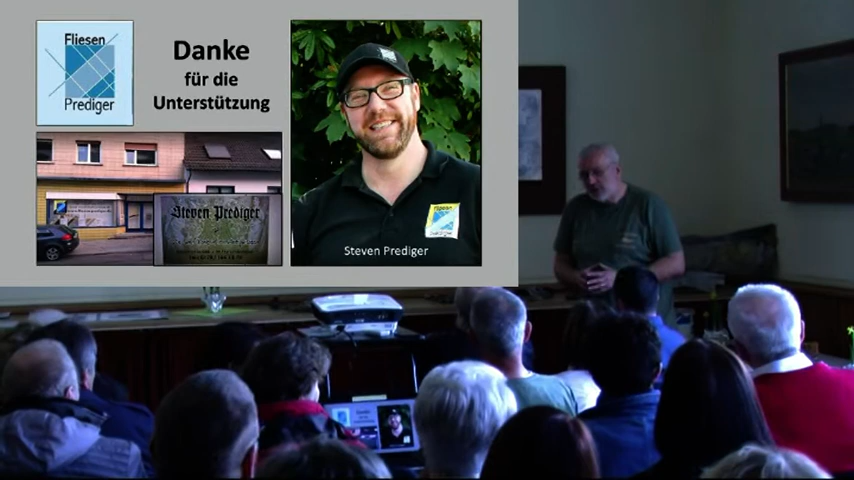 Fliesen
Prediger
Danke
für die
Unterstützung
Steven Prediger
Steven Prediger